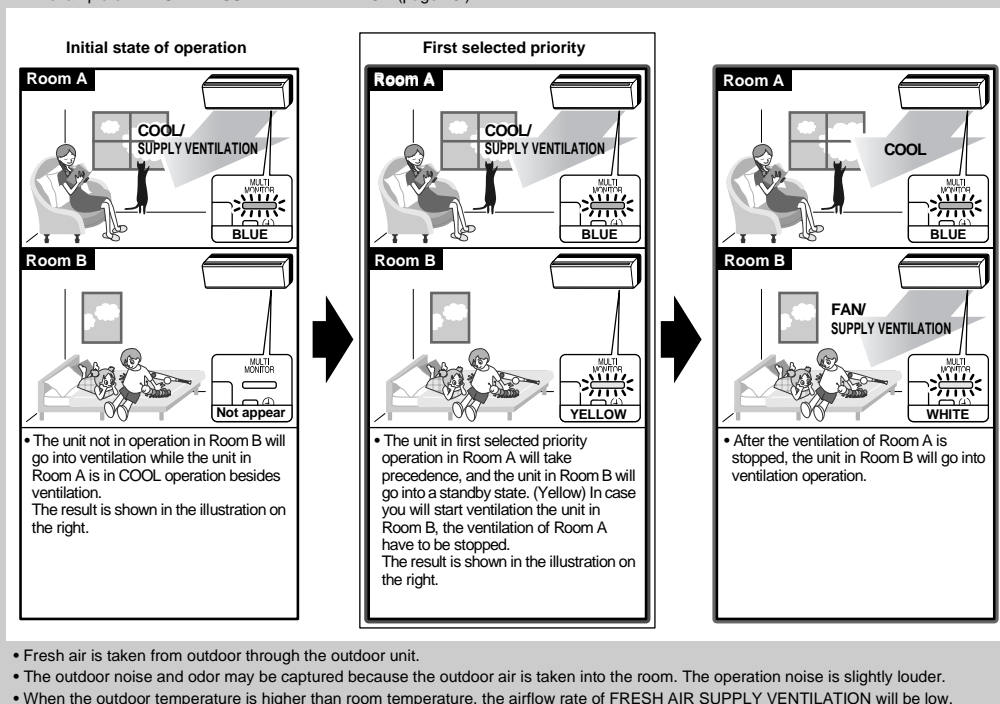 Initial state of operation
Room A
COOL/
SUPPLY VENTILATION
MULTI
MONITOR
BLUE
Room B
MULTI
MONITOR
Not appear
• The unit not in operation in Room B will
go into ventilation while the unit in
Room A is in COOL operation besides
ventilation.
The result is shown in the illustration on
the right.
First selected priority
Room A
COOL/
SUPPLY VENTILATION
MULTI
MONITOR
BLUE
Room B
MULTI
MONITOR
YELLOW
• The unit in first selected priority
operation in Room A will take
precedence, and the unit in Room B will
go into a standby state. (Yellow) In case
you will start ventilation the unit in
Room B, the ventilation of Room A
have to be stopped.
The result is shown in the illustration on
the right.
Room A
COOL
MULTI
MONITOR
BLUE
Room B
FAN/
SUPPLY VENTILATION
MULTI
MONITOR
WHITE
• After the ventilation of Room A is
stopped, the unit in Room B will go into
ventilation operation.
• Fresh air is taken from outdoor through the outdoor unit.
• The outdoor noise and odor may be captured because the outdoor air is taken into the room. The operation noise is slightly louder.
• When the outdoor temperature is higher than room temperature, the airflow rate of FRESH AIR SUPPLY VENTILATION will be low.